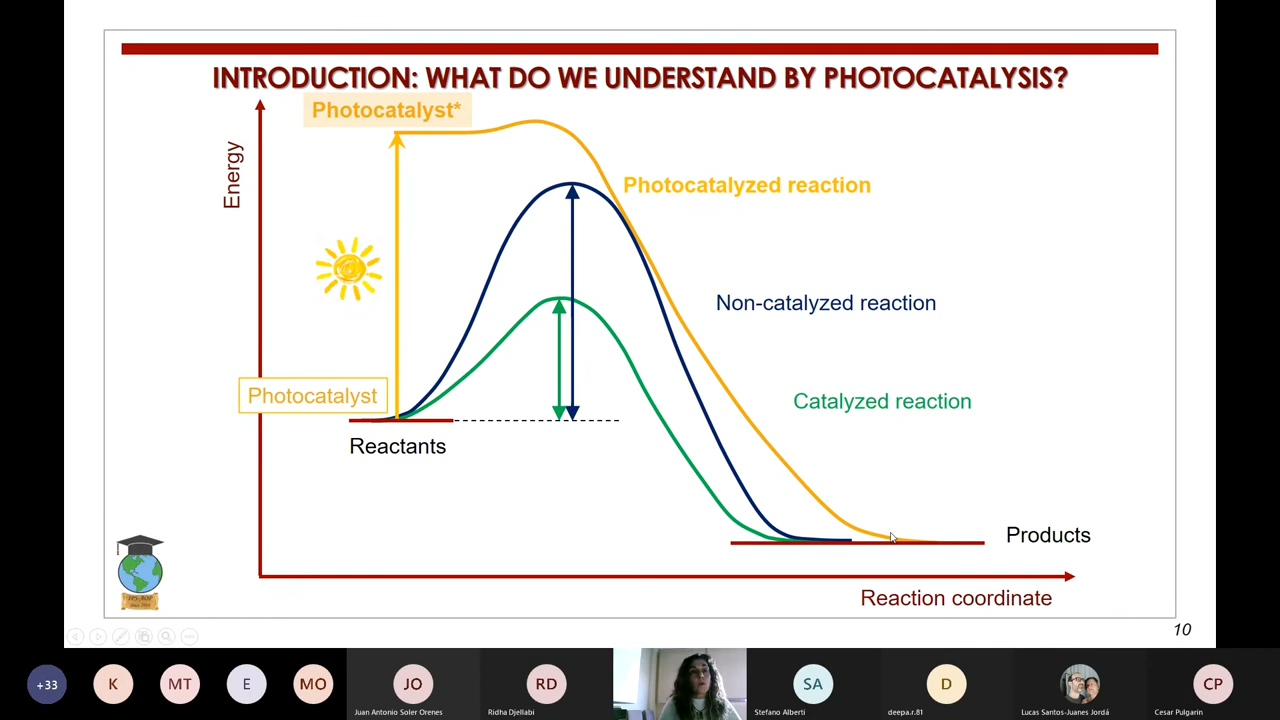 INTRODUCTION: WHAT DO WE UNDERSTAND BY PHOTOCATALYSIS?
Photocatalyst*
Energy
Photocatalyzed reaction
Non-catalyzed reaction
Photocatalyst
Catalyzed reaction
Reactants
Products
Reaction coordinate
10
+33
K
MT
E
MO
JO
Juan Antonio Soler Orenes
RD
Ridha Djellabi
SA
Stefano Alberti
D
deepa.r.81
Lucas Santos-Juanes Jordá
CP
Cesar Pulgarin